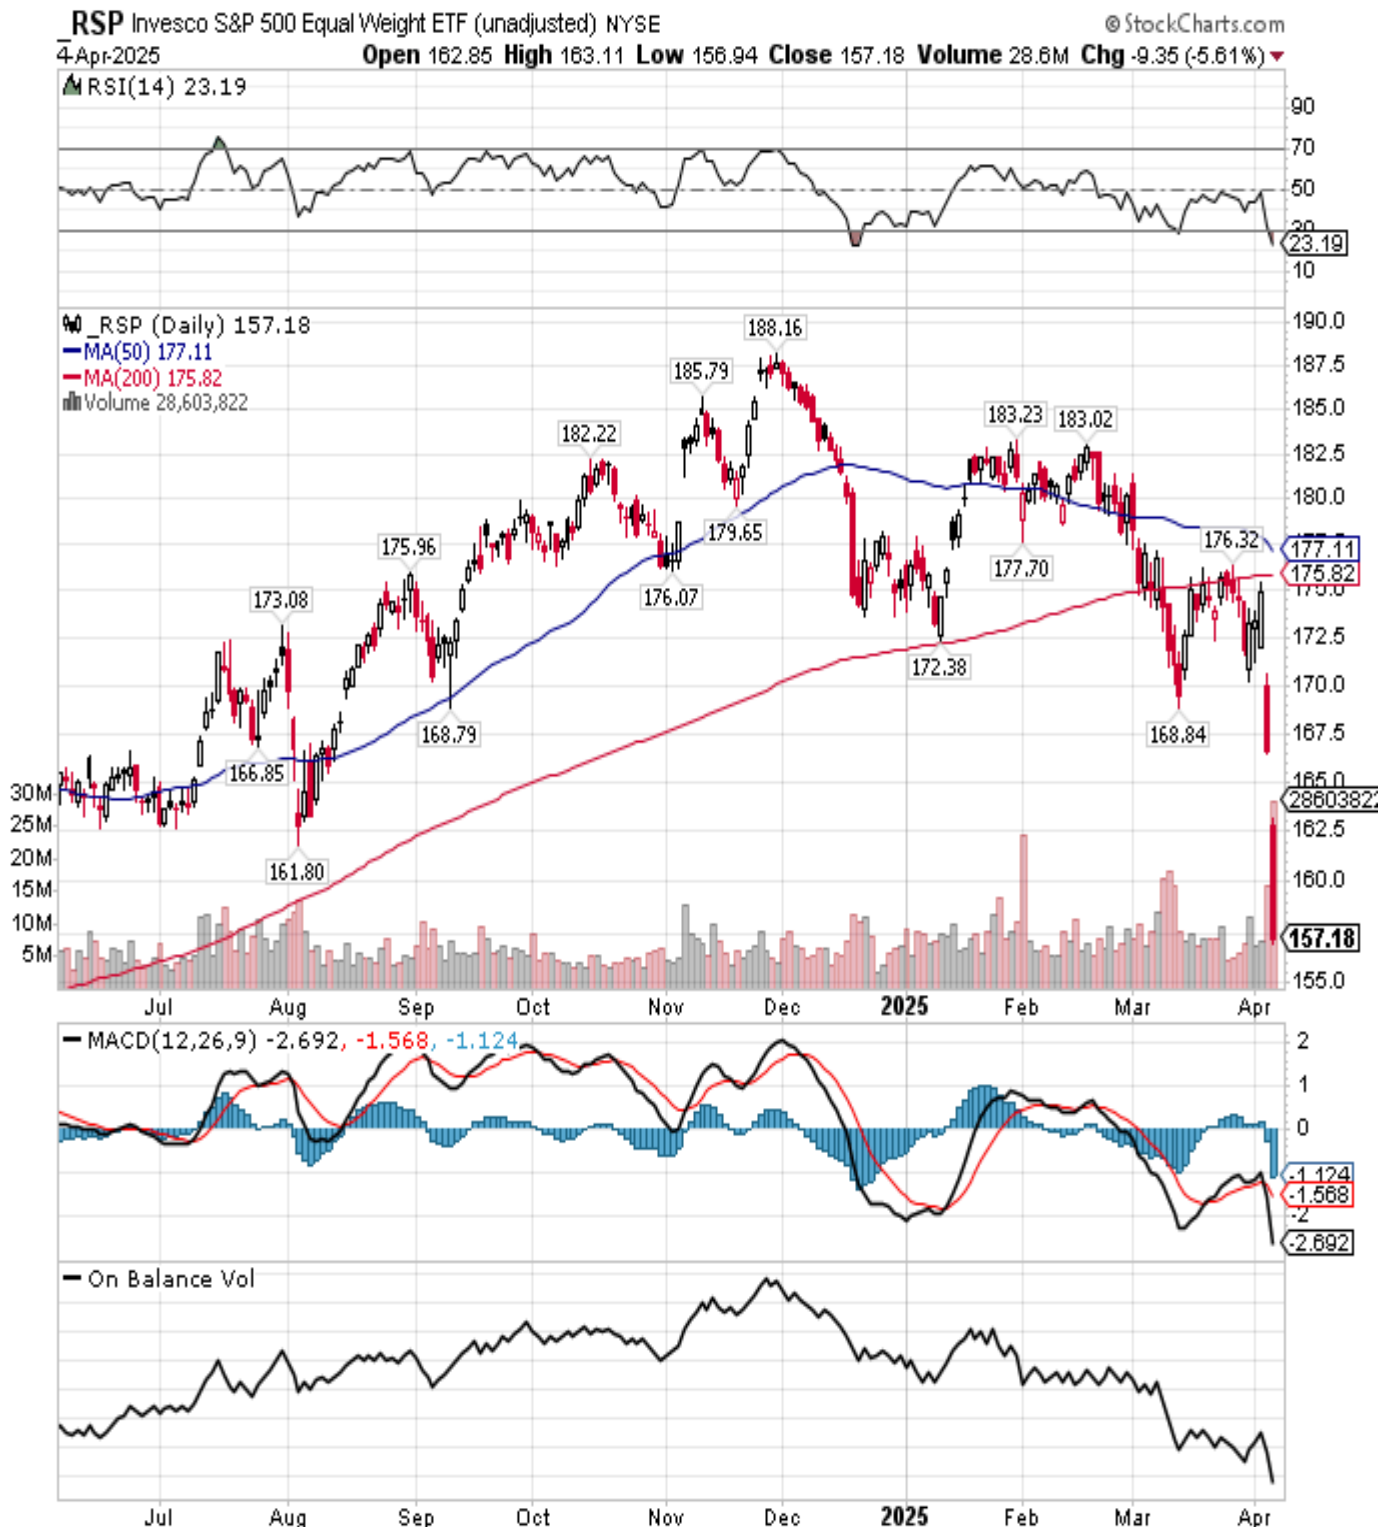 _RSP Invesco S&P 500 Equal Weight ETF (unadjusted) NYSE
© StockCharts.com
4-Apr-2025
Open 162.85 High 163.11 Low 156.94 Close 157.18 Volume 28.6M Chg -9.35 (-5.61%)
RSI(14) 23.19
90
70
50
30
23.19
10
_RSP (Daily) 157.18
MA(50) 177.11
MA(200) 175.82
Volume 28,603,822
190.0
188.16
187.5
185.79
185.0
183.23
183.02
182.22
182.5
180.0
179.65
177.70
176.32
177.11
175.96
175.82
175.0
176.07
173.08
172.5
172.38
170.0
168.79
168.84
167.5
166.85
165.0
161.80
30M
28603822
25M
162.5
20M
160.0
15M
10M
157.18
5M
155.0
Jul Aug Sep Oct Nov Dec 2025 Feb Mar Apr
MACD(12,26,9) -2.692, -1.568, -1.124
2
1
0
-1.124
-1.568
-2
-2.692
On Balance Vol
Jul Aug Sep Oct Nov Dec 2025 Feb Mar Apr